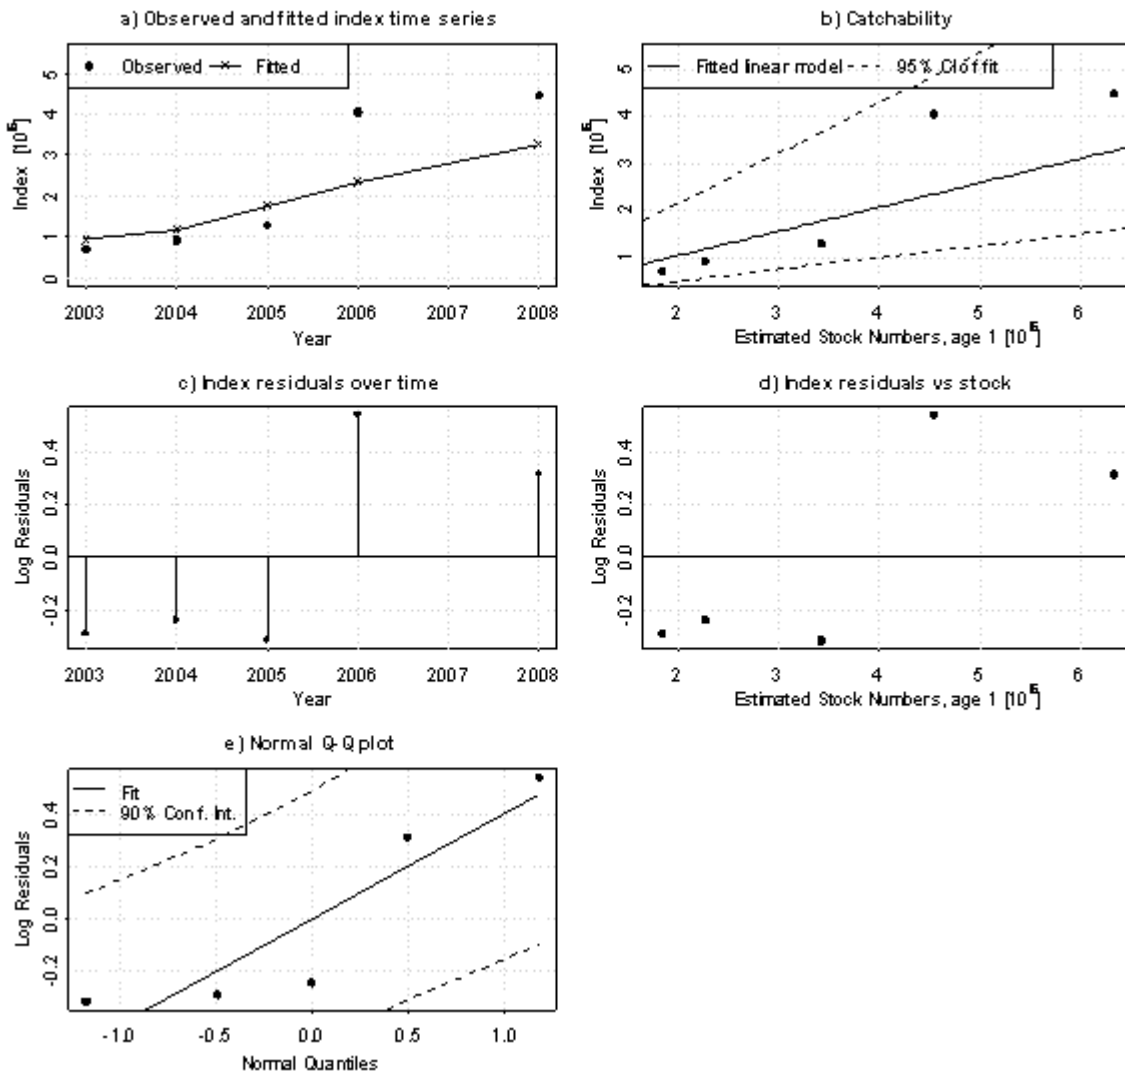 a) Observed and fitted index time series
Observed
Fitted
Index [10^6]
0
1
2
3
4
5
2003
2004
2005
2006
2007
2008
Year
b) Catchability
Fitted linear model
95% CI of fit
Index [10^6]
1
2
3
4
5
2
3
4
5
6
Estimated Stock Numbers, age 1 [10^6]
c) Index residuals over time
Log Residuals
-0.2
0.0
0.2
0.4
2003
2004
2005
2006
2007
2008
Year
d) Index residuals vs stock
Log Residuals
-0.2
0.0
0.2
0.4
2
3
4
5
6
Estimated Stock Numbers, age 1 [10^6]
e) Normal Q-Q plot
Fit
90% Conf. Int.
Log Residuals
-0.2
0.0
0.2
0.4
-1.0
-0.5
0.0
0.5
1.0
Normal Quantiles